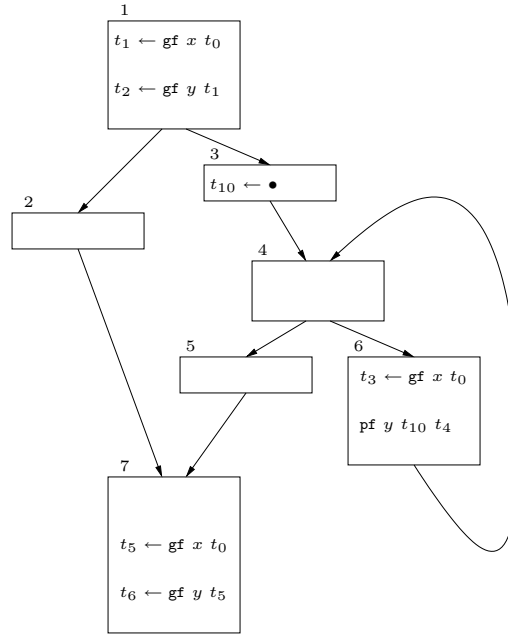 1
t₁ ← gf x t₀
t₂ ← gf y t₁
3
t₁₀ ← •
2
4
5
6
t₃ ← gf x t₀
pf y t₁₀ t₄
7
t₅ ← gf x t₀
t₆ ← gf y t₅